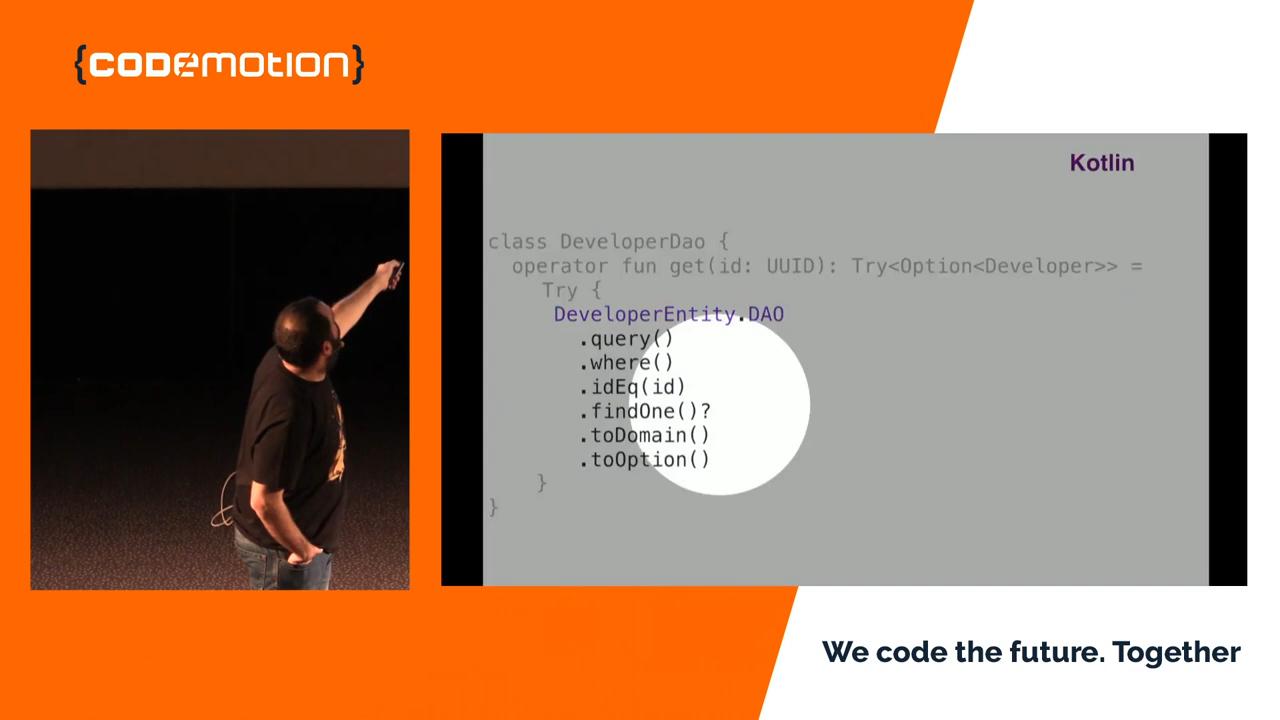 {CODEMOTION}
Kotlin
class DeveloperDao {
operator fun get(id: UUID): Try<Option<Developer>> =
Try {
DeveloperEntity.DAO
.query()
.where()
.idEq(id)
.findOne()?
.toDomain()
.toOption()
}
}
We code the future. Together